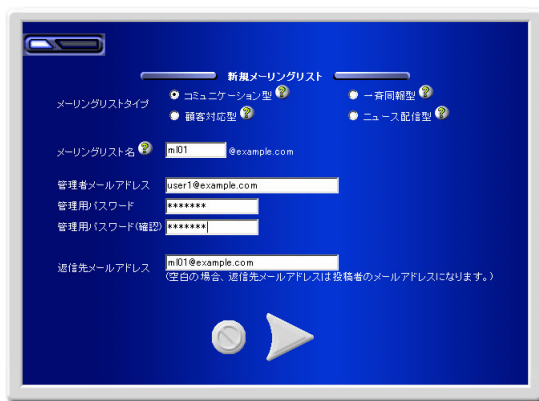 新規メーリングリスト
メーリングリストタイプ
コミュニケーション型 ? 一斉同報型 ?
顧客対応型 ? ニュース配信型 ?
メーリングリスト名 ? ml01 @example.com
管理者メールアドレス user1@example.com
管理用パスワード *******
管理用パスワード(確認) *******
返信先メールアドレス ml01@example.com
(空白の場合、返信先メールアドレスは投稿者のメールアドレスになります。)